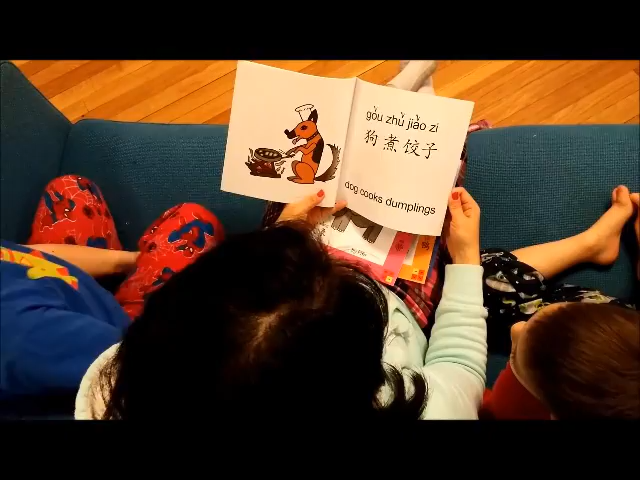 gǒu zhǔ jiǎo zi
狗 煮 饺子
dog cooks dumplings